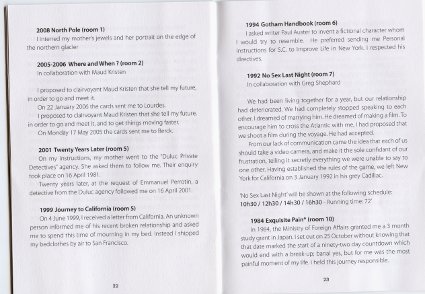 2008 North Pole (room 1)
I interred my mother's jewels and her portrait on the edge of
the northern glacier
2005-2006 Where and When ? (room 2)
In collaboration with Maud Kristen
I proposed to clairvoyant Maud Kristen that she tell my future,
in order to go and meet it.
On 22 January 2006 the cards sent me to Lourdes.
I proposed to clairvoyant Maud Kristen that she tell my future
in order to go and meet it, and to get things moving faster.
On Monday 17 May 2005 the cards sent me to Berck.
2001 Twenty Years Later (room 5)
On my instructions, my mother went to the 'Duluc Private
Detectives' agency. She asked them to follow me. Their enquiry
took place on 16 April 1981.
Twenty years later, at the request of Emmanuel Perrotin, a
detective from the Duluc agency followed me on 16 April 2001.
1999 Journey to California (room 5)
On 4 June 1999, I received a letter from California. An unknown
person informed me of his recent broken relationship and asked
me to spend this time of mourning in my bed. Instead I shipped
my bedclothes by air to San Francisco.
22
1994 Gotham Handbook (room 6)
I asked writer Paul Auster to invent a fictional character whom
I would try to resemble. He preferred sending me Personal
Instructions for S.C. to Improve Life in New York. I respected his
directives.
1992 No Sex Last Night (room 7)
In collaboration with Greg Shephard
We had been living together for a year, but our relationship
had deteriorated. We had completely stopped speaking to each
other. I dreamed of marrying him. He dreamed of making a film. To
encourage him to cross the Atlantic with me, I had proposed that
we shoot a film during the voyage. He had accepted.
From our lack of communication came the idea that each of us
should take a video camera, and make it the sole confidant of our
frustration, telling it secretly everything we were unable to say to
one other. Having established the rules of the game, we left New
York for California on 3 January 1992 in his grey Cadillac.
'No Sex Last Night' will be shown at the following schedule:
10h30 / 12h30 / 14h30 / 16h30 - Running time: 72'
1984 Exquisite Pain* (room 10)
In 1984, the Ministry of Foreign Affairs granted me a 3 month
study grant in Japan. I set out on 25 October without knowing that
that date marked the start of a ninety-two day countdown which
would end with a break up; banal yes, but for me was the most
painful moment of my life. I held this journey responsible.
23